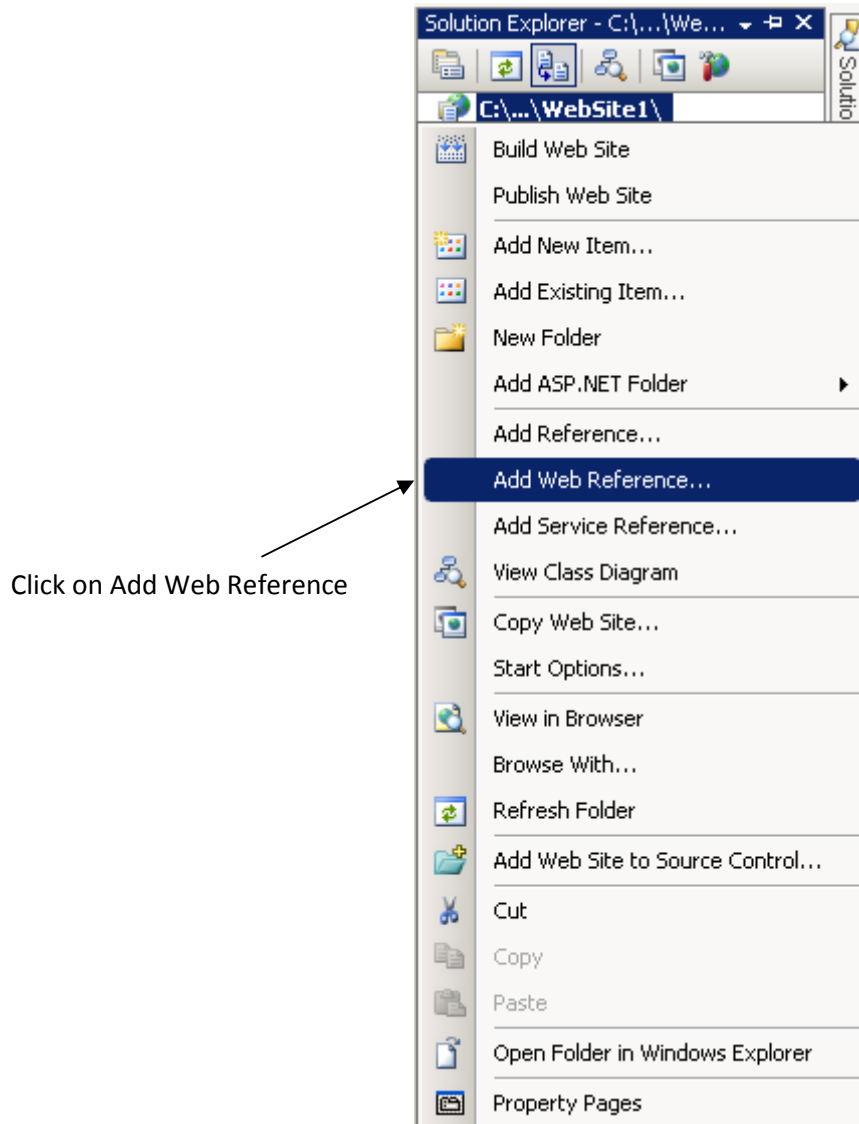 Solution Explorer - C:\...\We...
Solutio
C:\...\WebSite1\
Build Web Site
Publish Web Site
Add New Item...
Add Existing Item...
New Folder
Add ASP.NET Folder
Add Reference...
Add Web Reference...
Add Service Reference...
Click on Add Web Reference
View Class Diagram
Copy Web Site...
Start Options...
View in Browser
Browse With...
Refresh Folder
Add Web Site to Source Control...
Cut
Copy
Paste
Open Folder in Windows Explorer
Property Pages